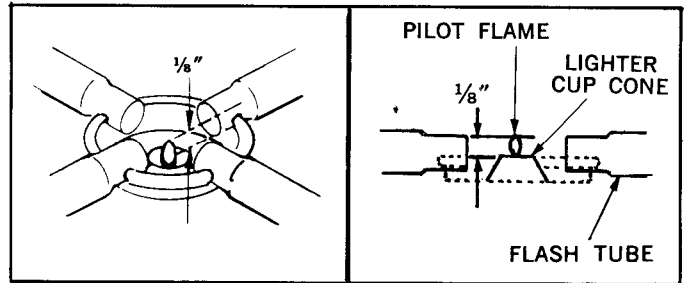 ⅛"
PILOT FLAME
LIGHTER
CUP CONE
⅛"
FLASH TUBE